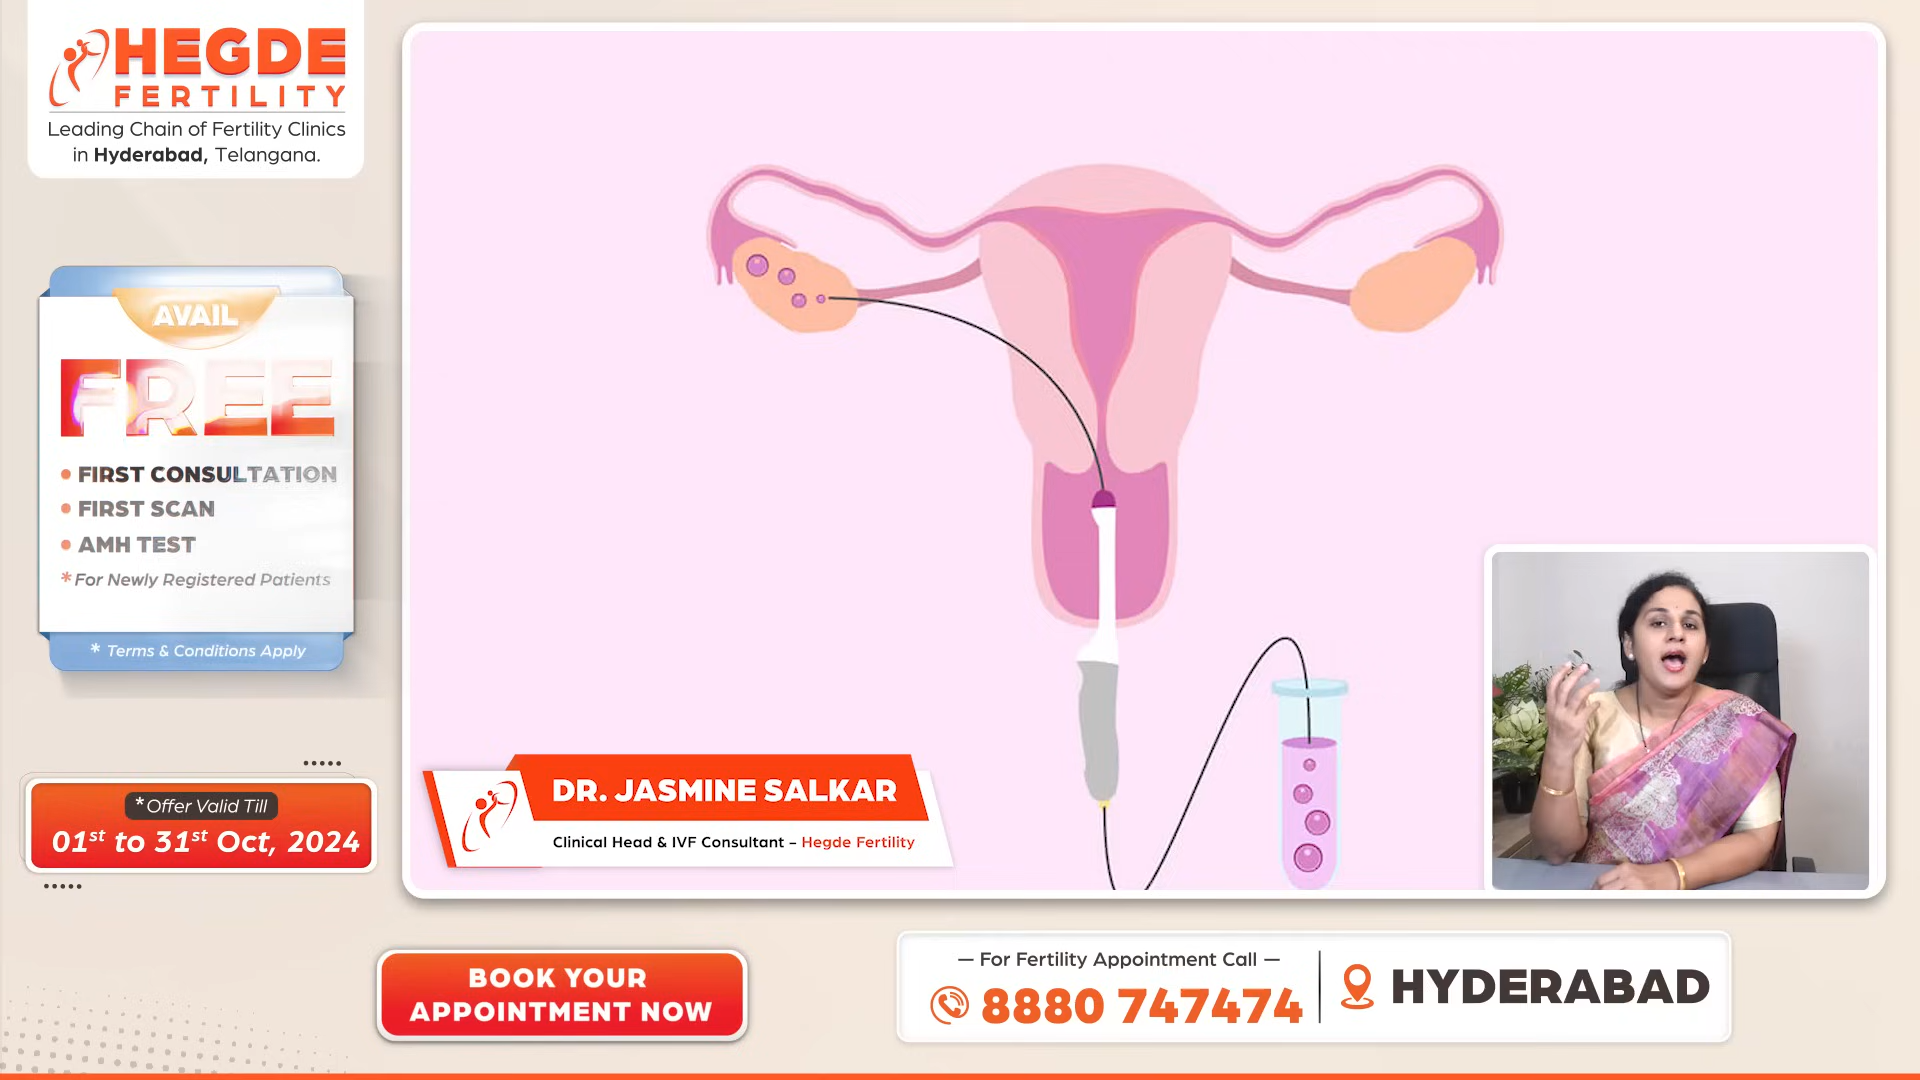 HEGDE
FERTILITY
Leading Chain of Fertility Clinics
in Hyderabad, Telangana.
AVAIL
FREE
• FIRST CONSULTATION
• FIRST SCAN
• AMH TEST
*For Newly Registered Patients
* Terms & Conditions Apply
*Offer Valid Till
01st to 31st Oct, 2024
DR. JASMINE SALKAR
Clinical Head & IVF Consultant - Hegde Fertility
BOOK YOUR
APPOINTMENT NOW
— For Fertility Appointment Call —
8880 747474
HYDERABAD